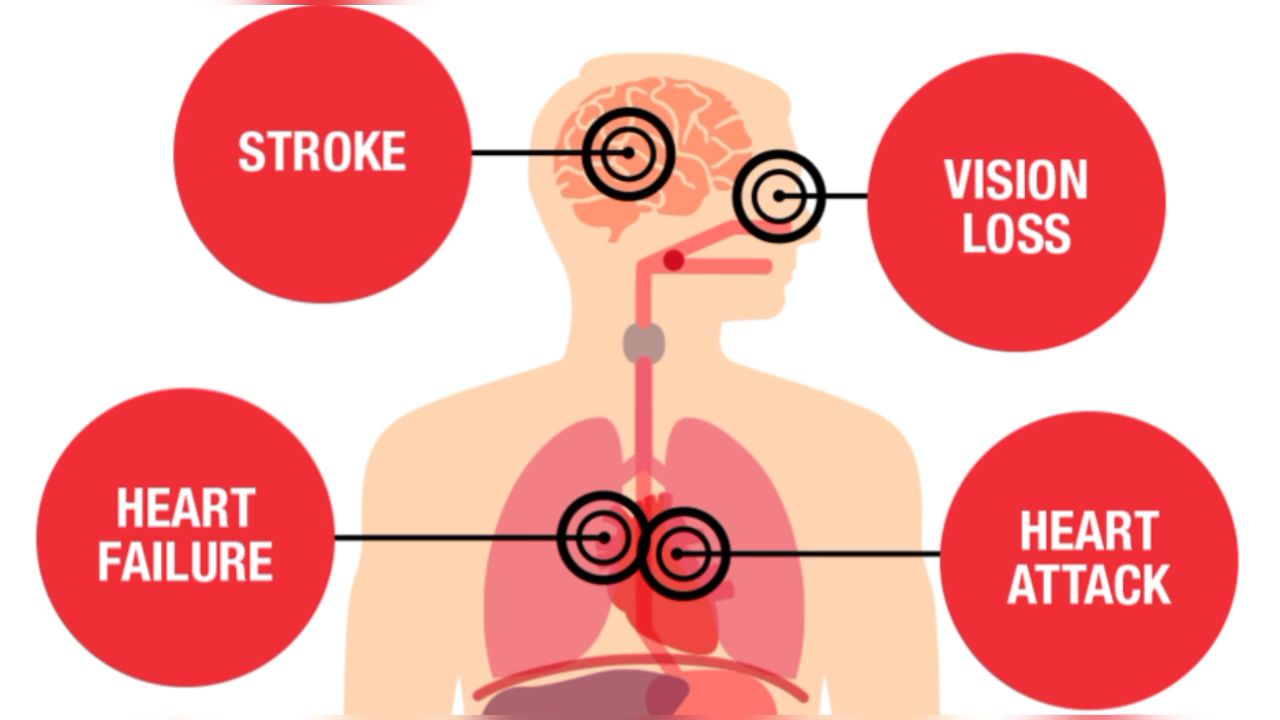 STROKE
VISION
LOSS
HEART
FAILURE
HEART
ATTACK